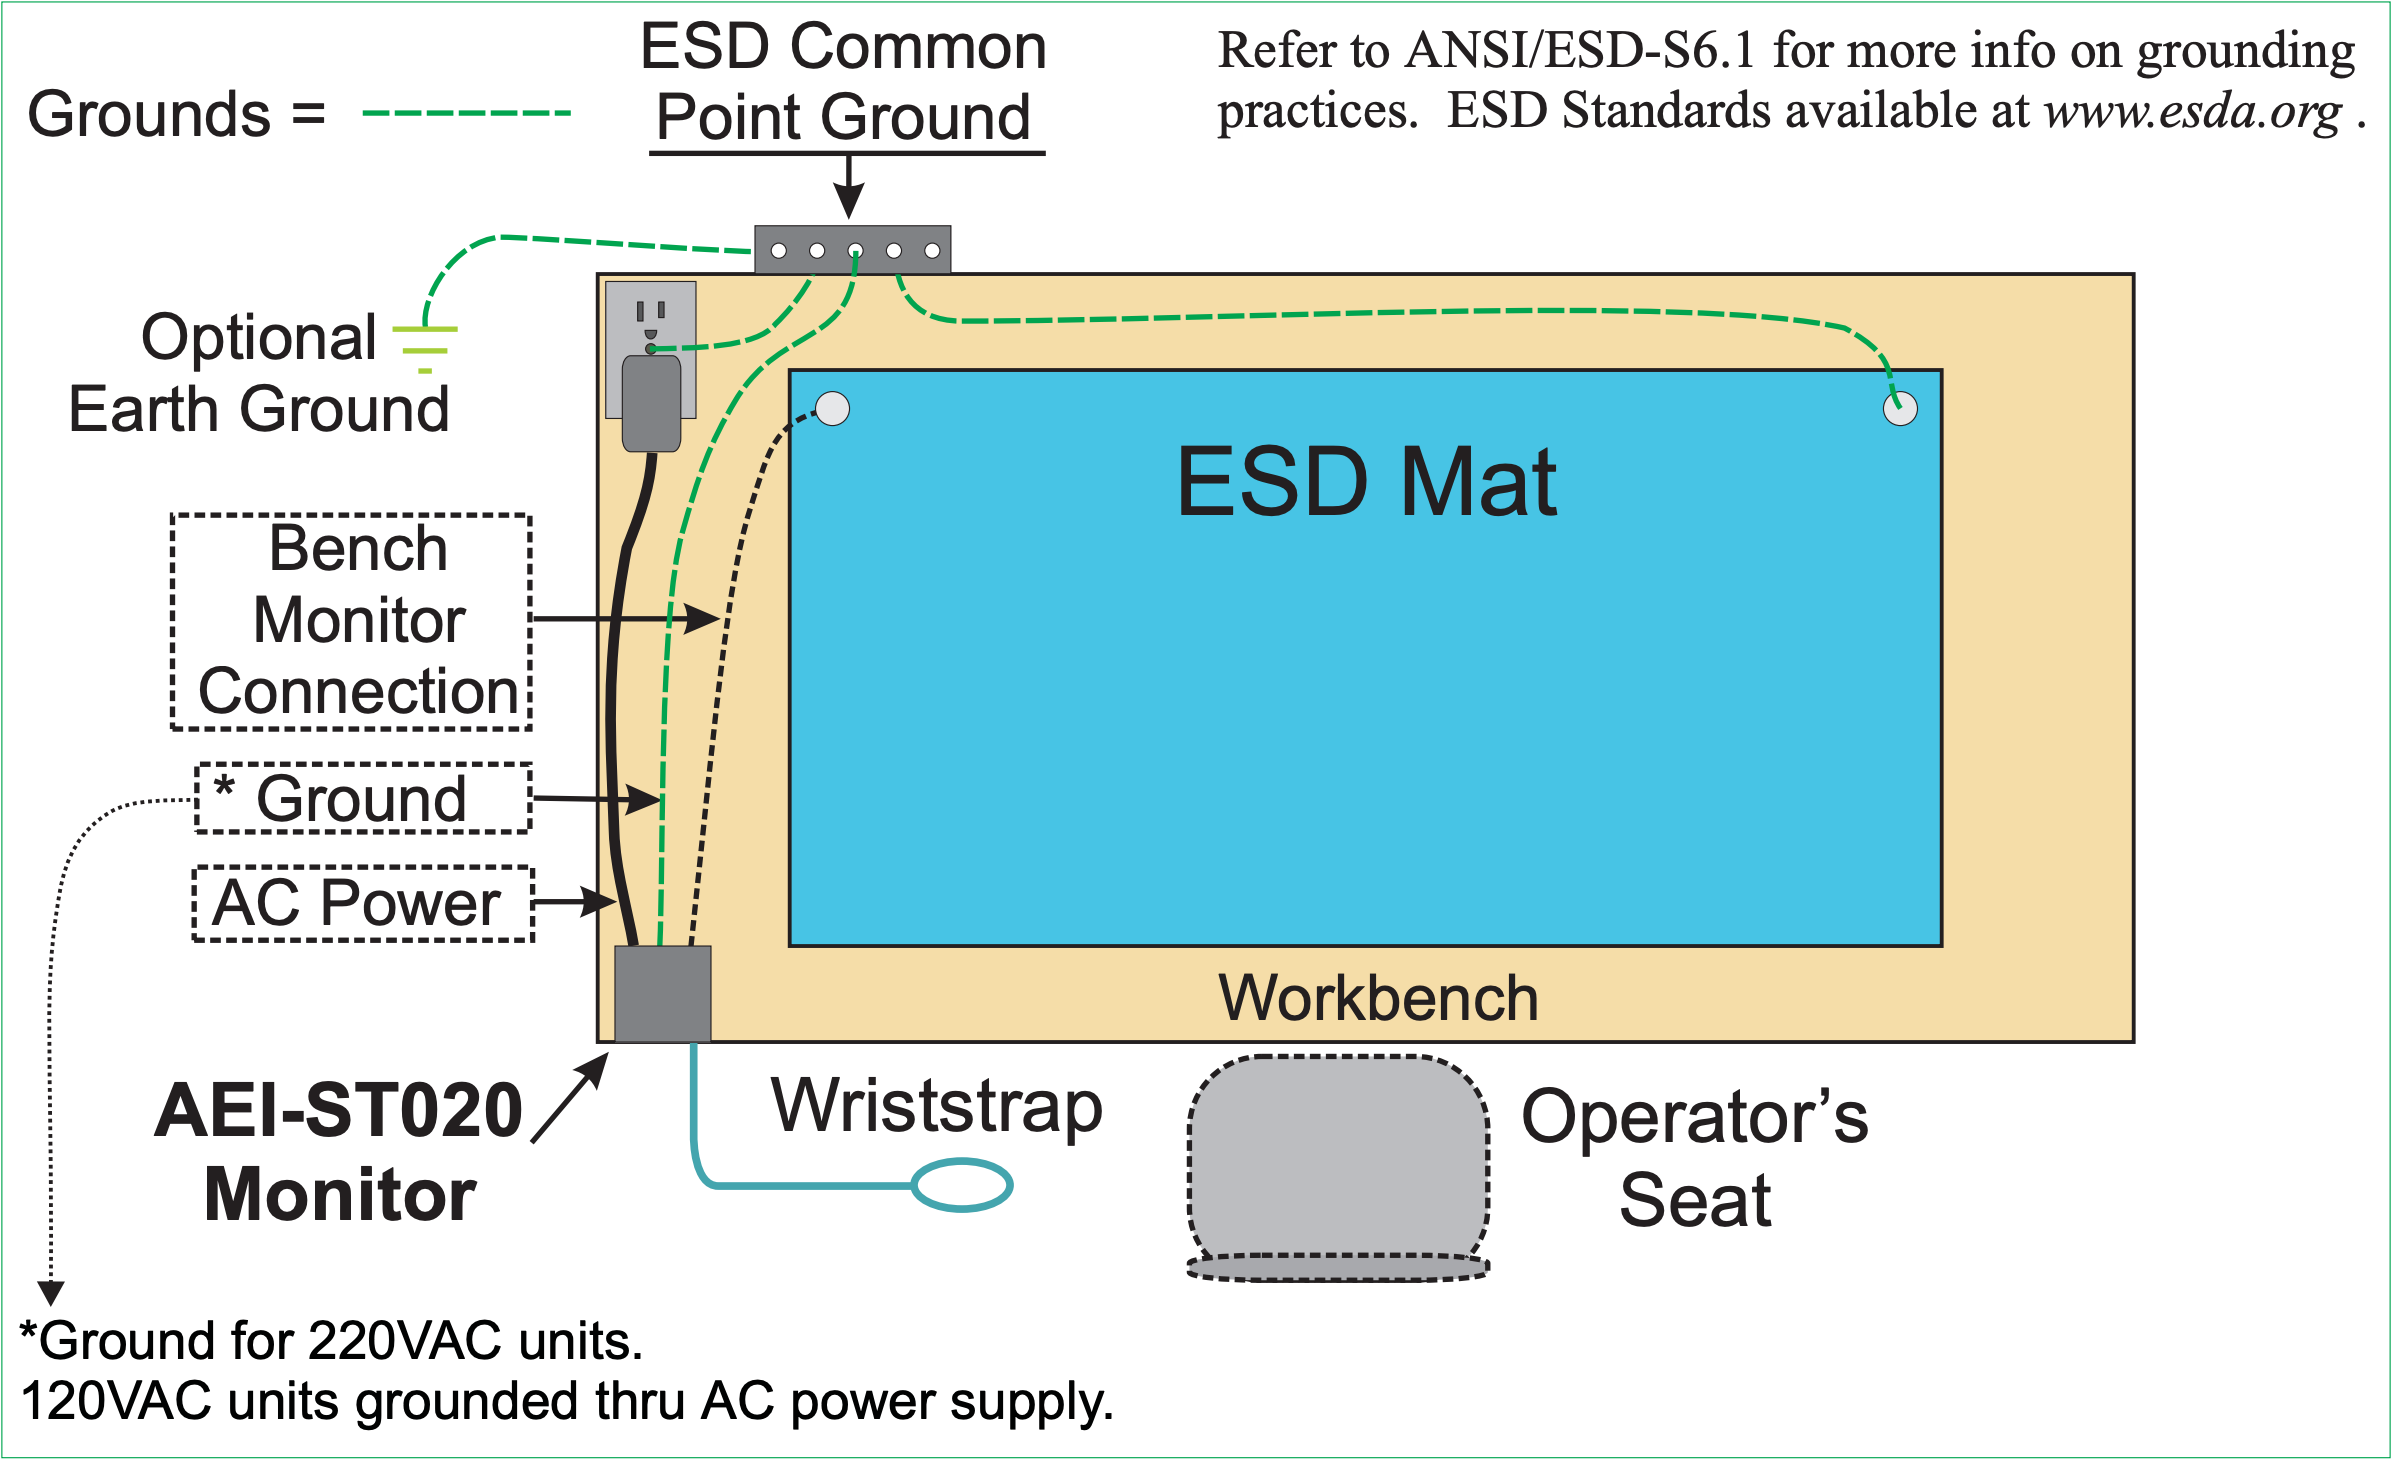 Grounds =
ESD Common
Point Ground
Refer to ANSI/ESD-S6.1 for more info on grounding
practices.  ESD Standards available at www.esda.org .
Optional
Earth Ground
ESD Mat
Bench
Monitor
Connection
* Ground
AC Power
Workbench
AEI-ST020
Monitor
Wriststrap
Operator’s
Seat
*Ground for 220VAC units.
120VAC units grounded thru AC power supply.